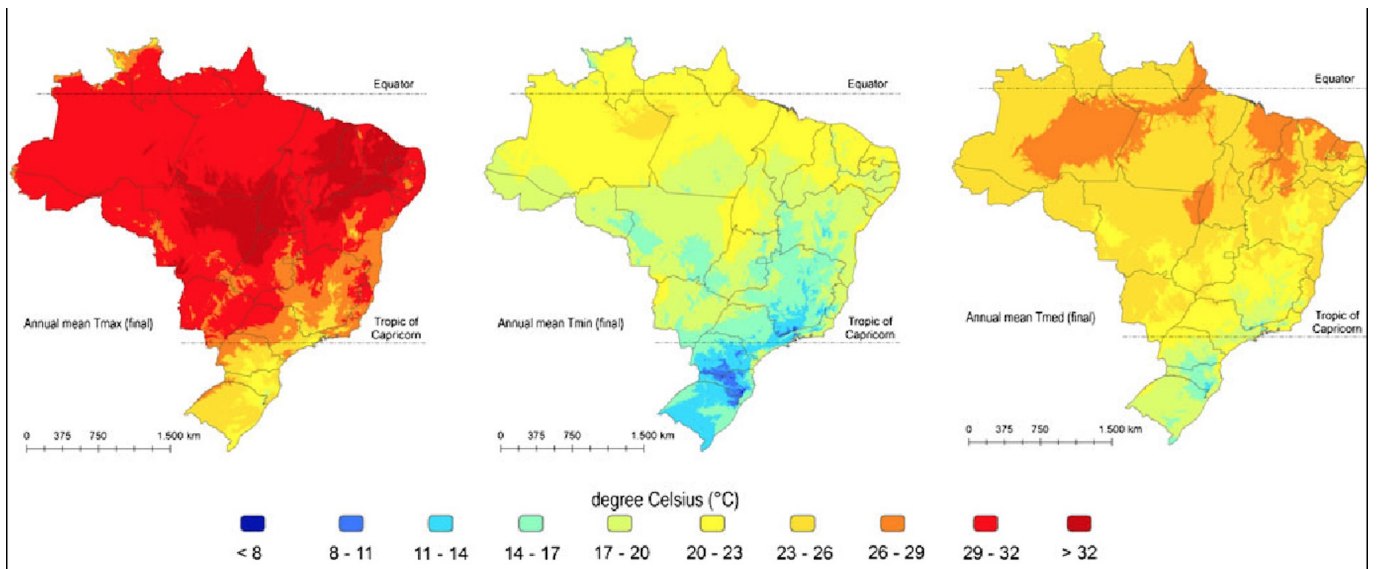 Equator
Annual mean Tmax (final)
Tropic of
Capricorn
0 375 750 1.500 km
Equator
Annual mean Tmin (final)
Tropic of
Capricorn
0 375 750 1.500 km
Equator
Annual mean Tmed (final)
Tropic of
Capricorn
0 375 750 1.500 km
degree Celsius (°C)
< 8 8 - 11 11 - 14 14 - 17 17 - 20 20 - 23 23 - 26 26 - 29 29 - 32 > 32